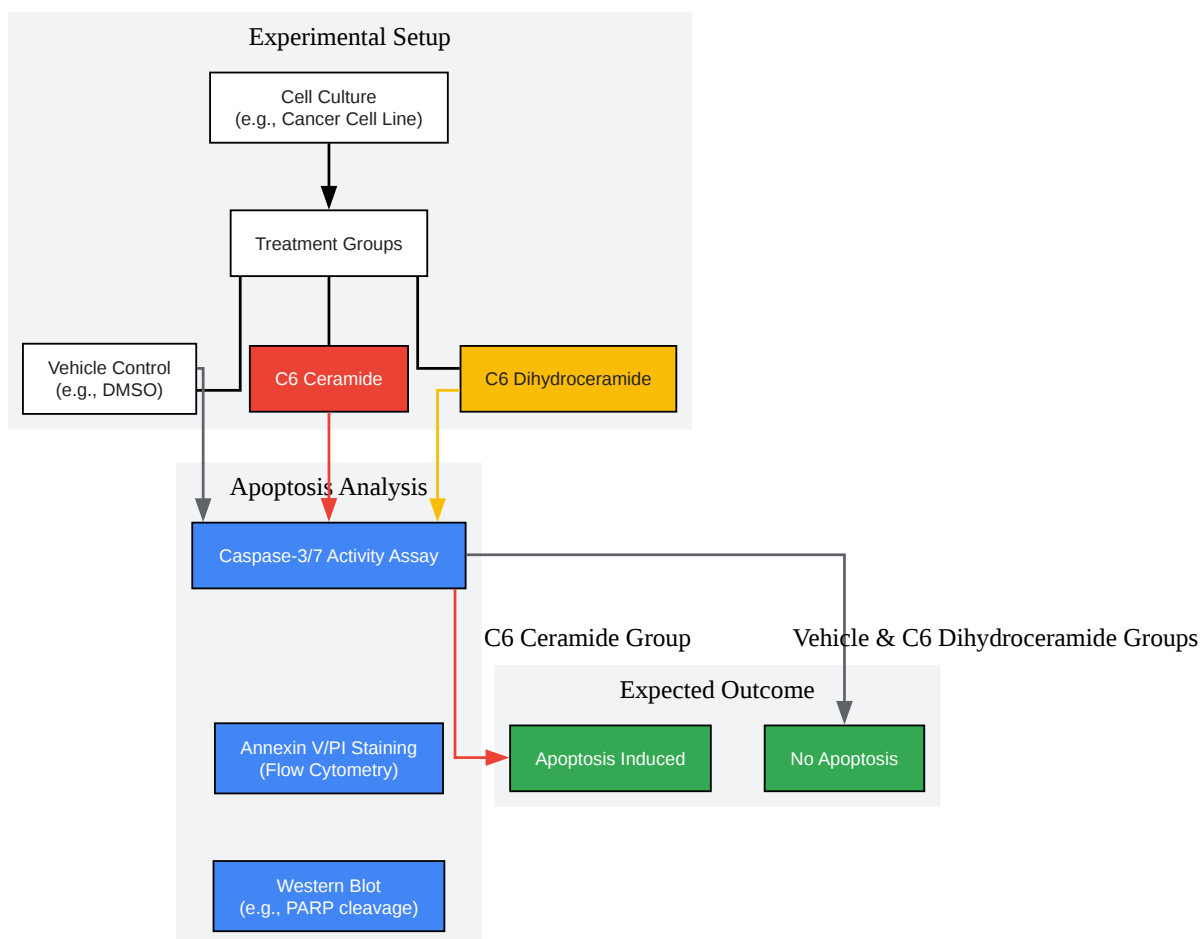 Experimental Setup
Cell Culture
(e.g., Cancer Cell Line)
Treatment Groups
Vehicle Control
(e.g., DMSO)
C6 Ceramide
C6 Dihydroceramide
Apoptosis Analysis
Caspase-3/7 Activity Assay
C6 Ceramide Group
Vehicle & C6 Dihydroceramide Groups
Expected Outcome
Annexin V/PI Staining
(Flow Cytometry)
Apoptosis Induced
No Apoptosis
Western Blot
(e.g., PARP cleavage)